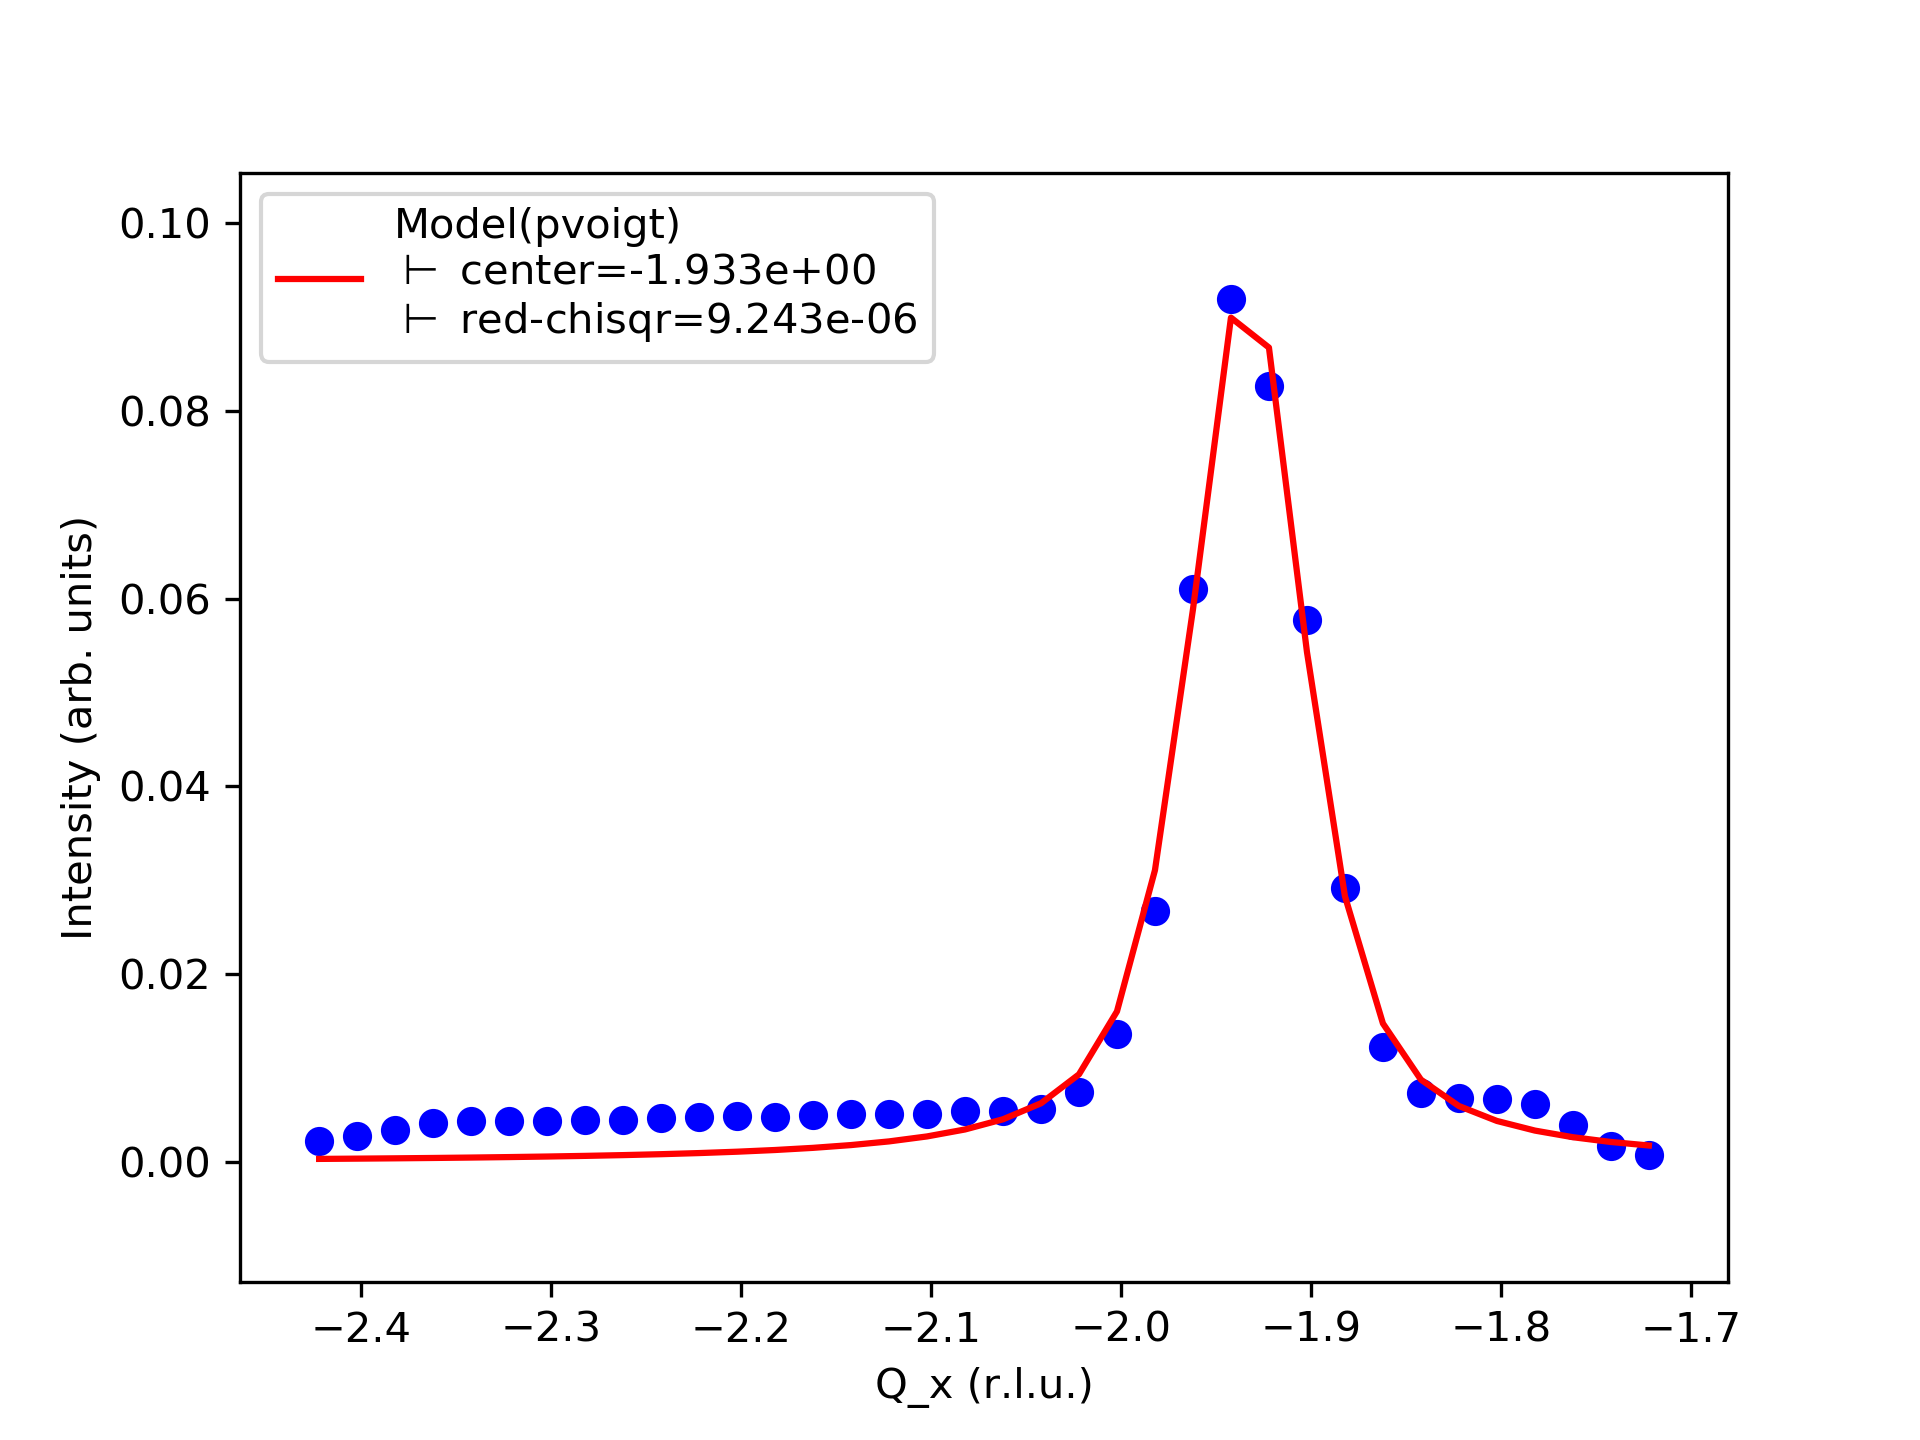 Model(pvoigt)
⊢ center=-1.933e+00
⊢ red-chisqr=9.243e-06
0.10
0.08
0.06
0.04
0.02
0.00
Intensity (arb. units)
−2.4 −2.3 −2.2 −2.1 −2.0 −1.9 −1.8 −1.7
Q_x (r.l.u.)